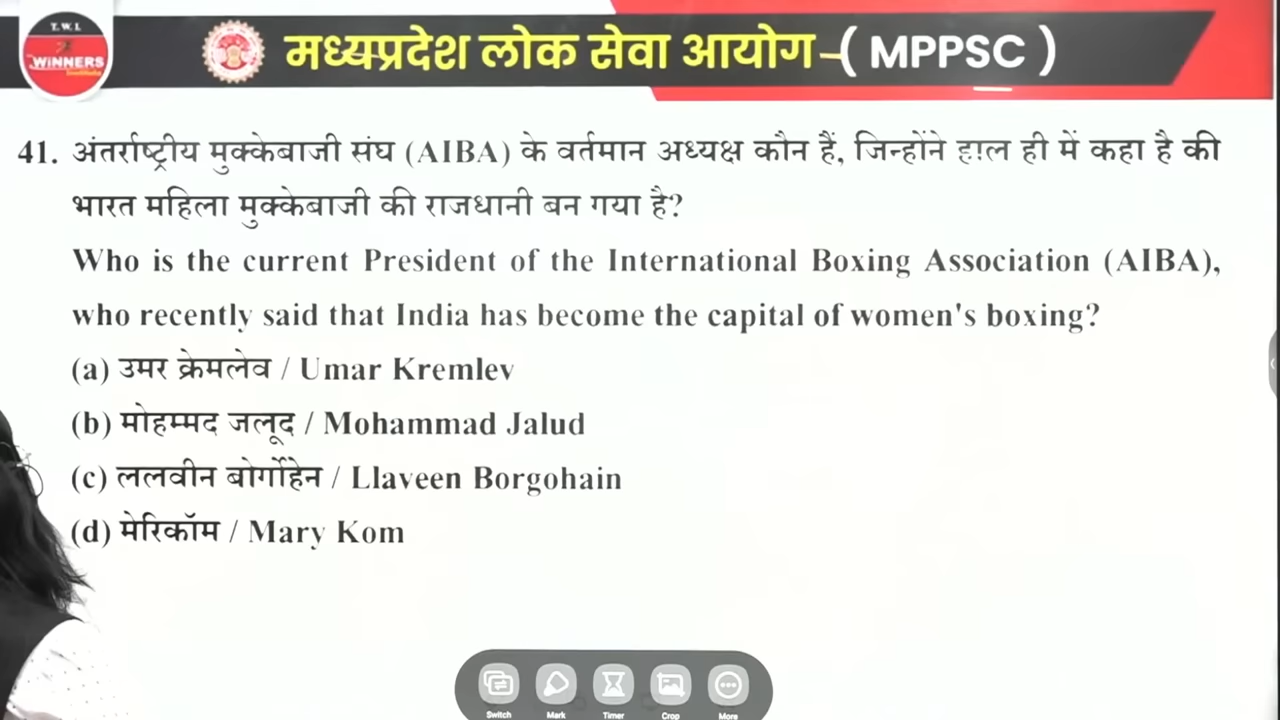 T.W.I.
WINNERS
Institute
मध्यप्रदेश लोक सेवा आयोग–( MPPSC )
41. अंतर्राष्ट्रीय मुक्केबाजी संघ (AIBA) के वर्तमान अध्यक्ष कौन हैं, जिन्होंने हाल ही में कहा है की
भारत महिला मुक्केबाजी की राजधानी बन गया है?
Who is the current President of the International Boxing Association (AIBA),
who recently said that India has become the capital of women's boxing?
(a) उमर क्रेमलेव / Umar Kremlev
(b) मोहम्मद जलूद / Mohammad Jalud
(c) ललवीन बोर्गोहेन / Llaveen Borgohain
(d) मेरिकॉम / Mary Kom
Switch Mark Timer Crop More